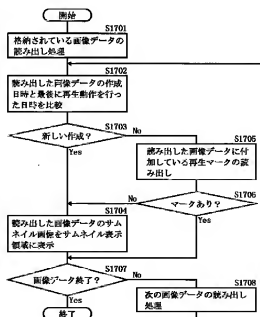 開始
S1701
格納されている画像データの
読み出し処理
S1702
読み出した画像データの作成
日時と最後に再生動作を行っ
た日時を比較
S1703
新しい作成？
No
Yes
S1705
読み出した画像データに付
加している再生マークの読
み出し
S1706
マークあり？
No
Yes
S1704
読み出した画像データのサム
ネイル画像をサムネイル表示
領域に表示
S1707
画像データ終了？
No
Yes
S1708
次の画像データの読み出し
処理
終了